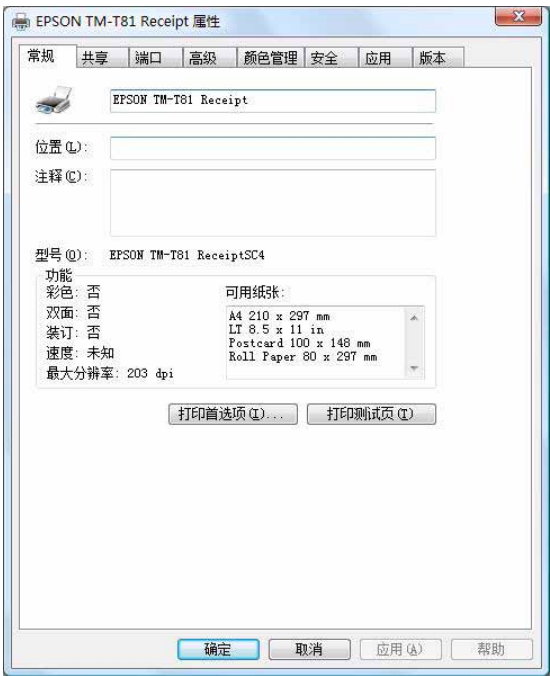 EPSON TM-T81 Receipt 属性
常规 共享 端口 高级 颜色管理 安全 应用 版本
EPSON TM-T81 Receipt
位置(L):
注释(C):
型号(O): EPSON TM-T81 ReceiptSC4
功能
彩色: 否 可用纸张:
双面: 否 A4 210 x 297 mm
装订: 否 LT 8.5 x 11 in
速度: 未知 Postcard 100 x 148 mm
最大分辨率: 203 dpi Roll Paper 80 x 297 mm
打印首选项(I)... 打印测试页(T)
确定 取消 应用(A) 帮助